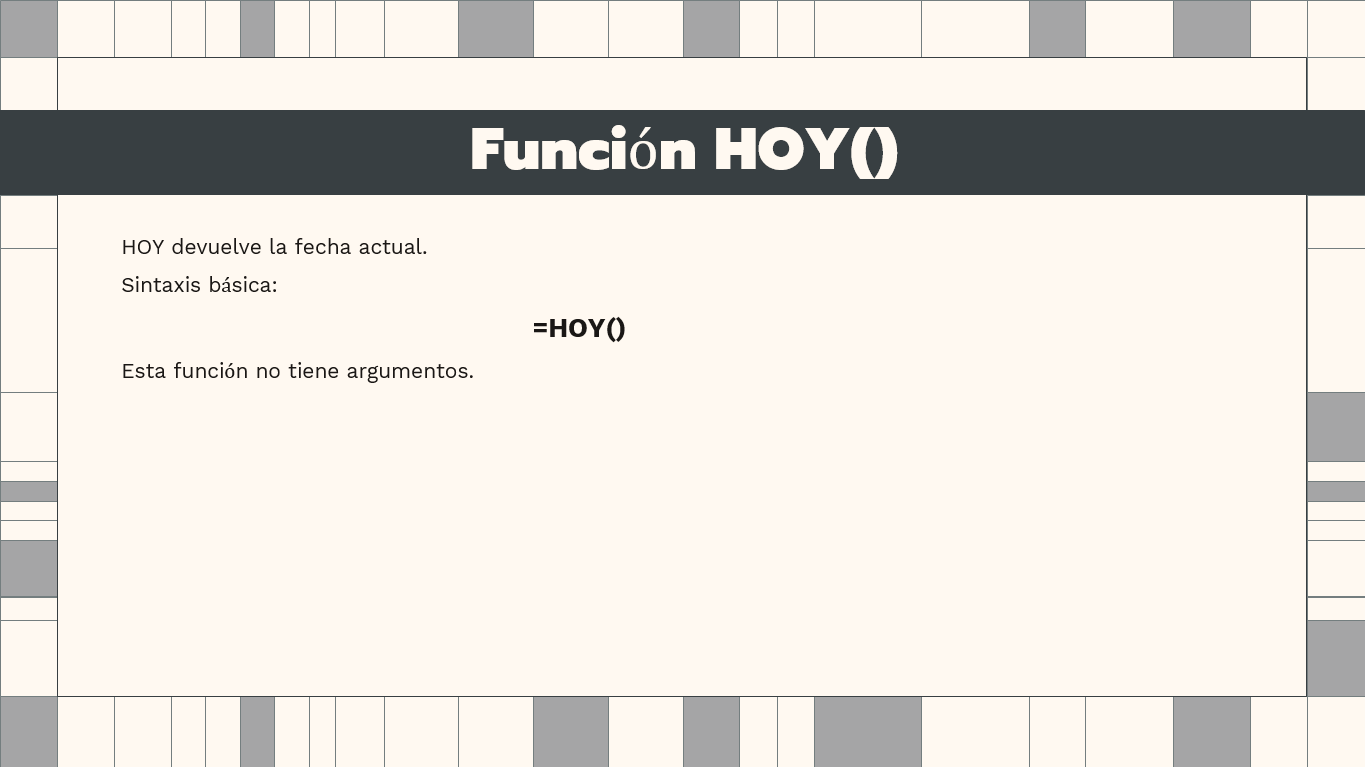 Función HOY()
HOY devuelve la fecha actual.
Sintaxis básica:
=HOY()
Esta función no tiene argumentos.